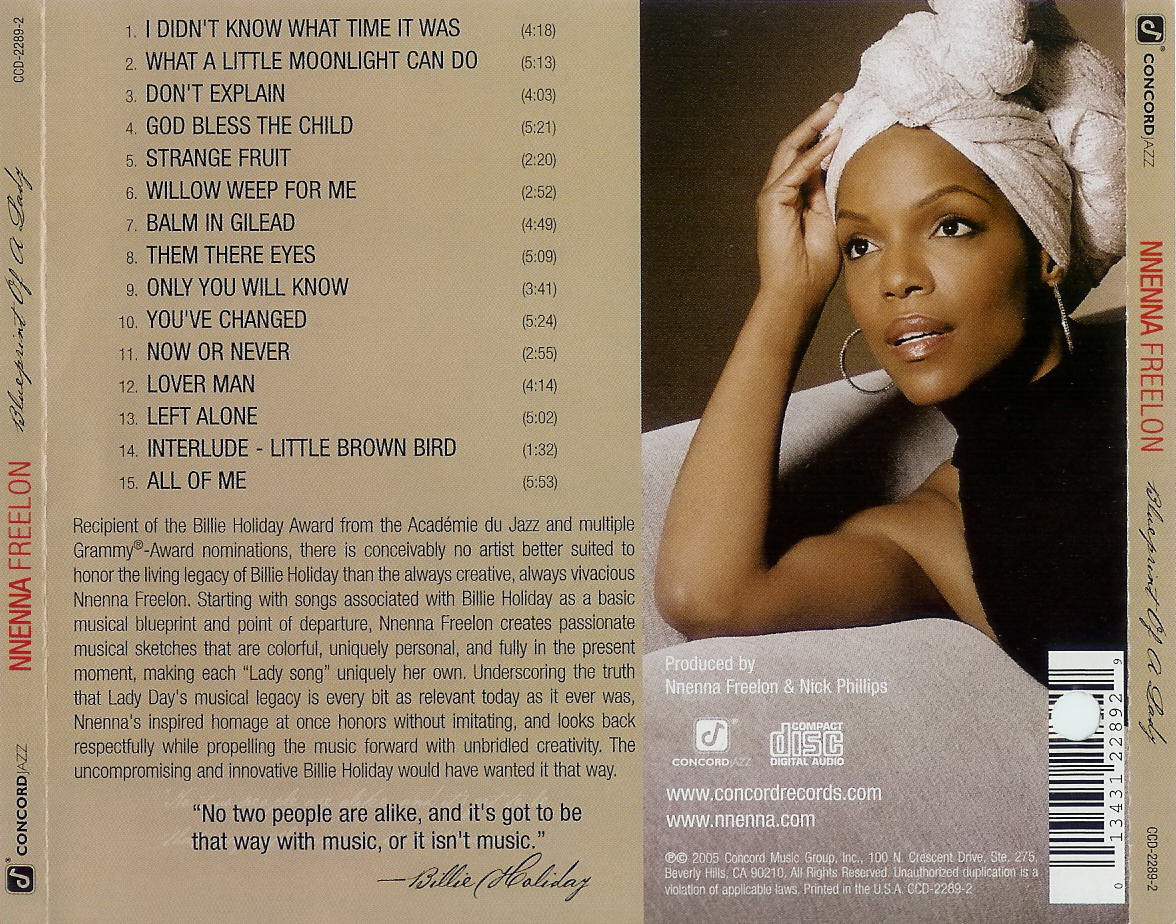 1. I DIDN'T KNOW WHAT TIME IT WAS (4:18)
2. WHAT A LITTLE MOONLIGHT CAN DO (5:13)
3. DON'T EXPLAIN (4:03)
4. GOD BLESS THE CHILD (5:21)
5. STRANGE FRUIT (2:20)
6. WILLOW WEEP FOR ME (2:52)
7. BALM IN GILEAD (4:49)
8. THEM THERE EYES (5:09)
9. ONLY YOU WILL KNOW (3:41)
10. YOU'VE CHANGED (5:24)
11. NOW OR NEVER (2:55)
12. LOVER MAN (4:14)
13. LEFT ALONE (5:02)
14. INTERLUDE - LITTLE BROWN BIRD (1:32)
15. ALL OF ME (5:53)
Recipient of the Billie Holiday Award from the Académie du Jazz and multiple
Grammy®-Award nominations, there is conceivably no artist better suited to
honor the living legacy of Billie Holiday than the always creative, always vivacious
Nnenna Freelon. Starting with songs associated with Billie Holiday as a basic
musical blueprint and point of departure, Nnenna Freelon creates passionate
musical sketches that are colorful, uniquely personal, and fully in the present
moment, making each “Lady song” uniquely her own. Underscoring the truth
that Lady Day's musical legacy is every bit as relevant today as it ever was,
Nnenna's inspired homage at once honors without imitating, and looks back
respectfully while propelling the music forward with unbridled creativity. The
uncompromising and innovative Billie Holiday would have wanted it that way.
“No two people are alike, and it's got to be
that way with music, or it isn't music.”
—Billie Holiday
Produced by
Nnenna Freelon & Nick Phillips
CONCORD JAZZ
COMPACT
disc
DIGITAL AUDIO
www.concordrecords.com
www.nnenna.com
℗© 2005 Concord Music Group, Inc., 100 N. Crescent Drive, Ste. 275,
Beverly Hills, CA 90210, All Rights Reserved. Unauthorized duplication is a
violation of applicable laws. Printed in the U.S.A. CCD-2289-2
0 13431 22892 9
® CONCORD JAZZ NNENNA FREELON Blueprint Of A Lady CCD-2289-2
® CONCORD JAZZ NNENNA FREELON Blueprint Of A Lady CCD-2289-2